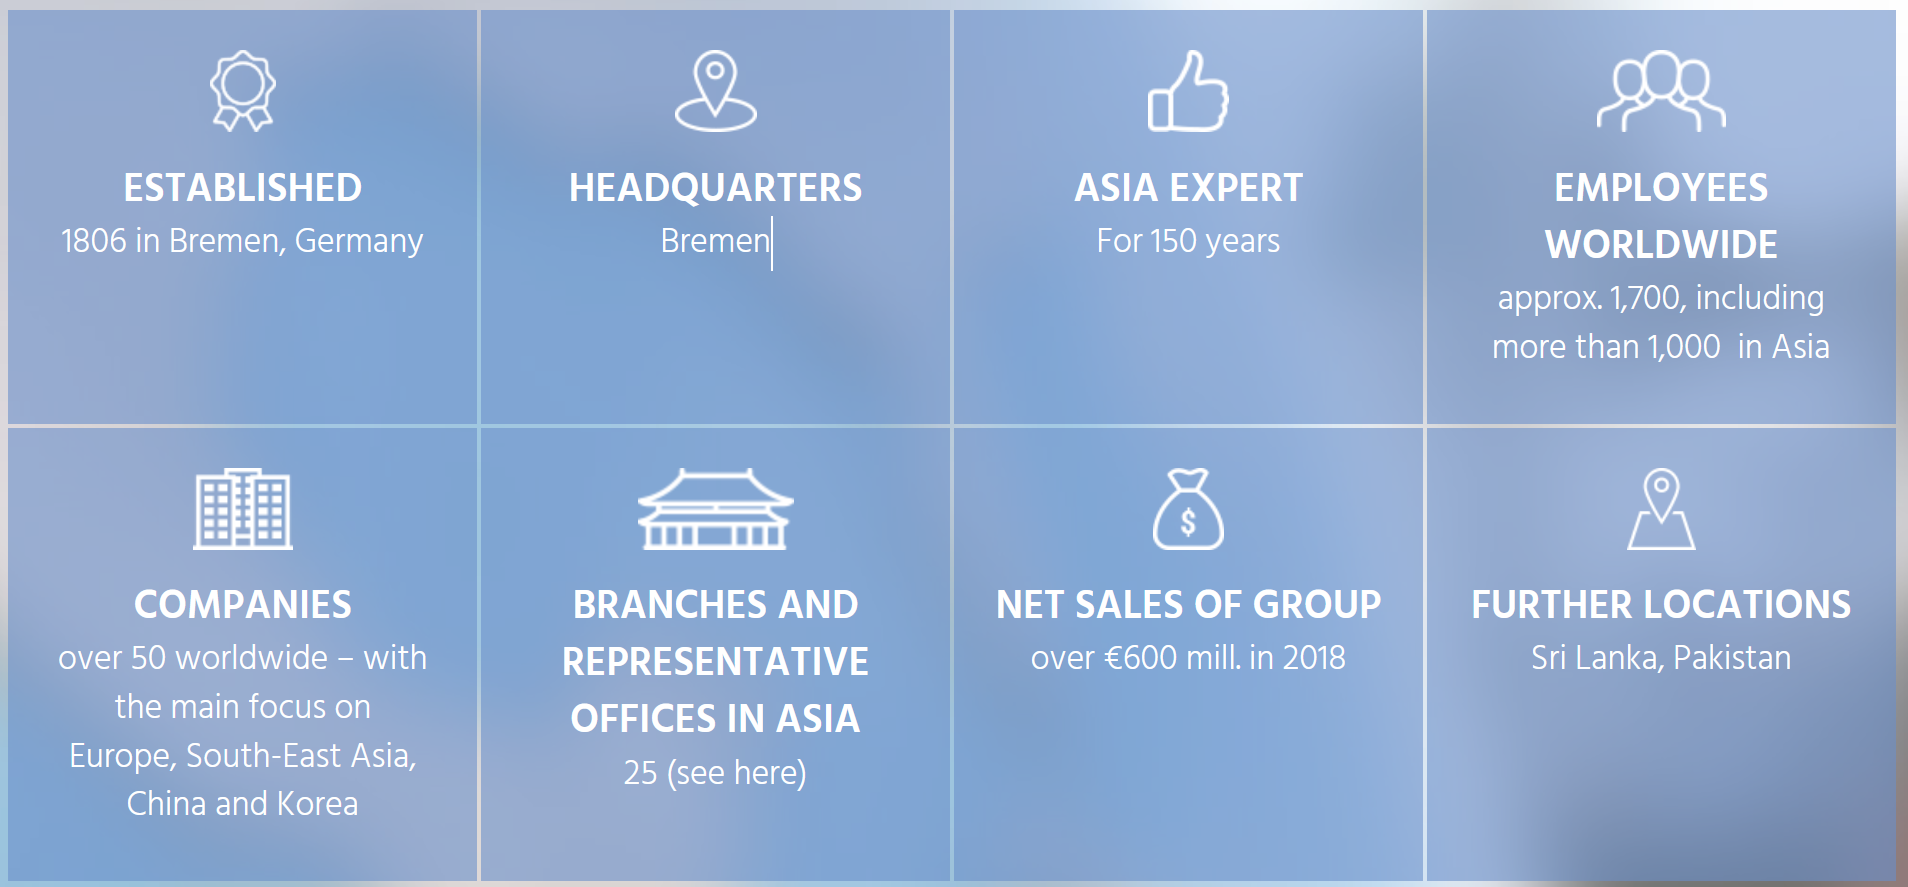 ESTABLISHED
1806 in Bremen, Germany
HEADQUARTERS
Bremen
ASIA EXPERT
For 150 years
EMPLOYEES
WORLDWIDE
approx. 1,700, including
more than 1,000  in Asia
COMPANIES
over 50 worldwide – with
the main focus on
Europe, South-East Asia,
China and Korea
BRANCHES AND
REPRESENTATIVE
OFFICES IN ASIA
25 (see here)
$
NET SALES OF GROUP
over €600 mill. in 2018
FURTHER LOCATIONS
Sri Lanka, Pakistan